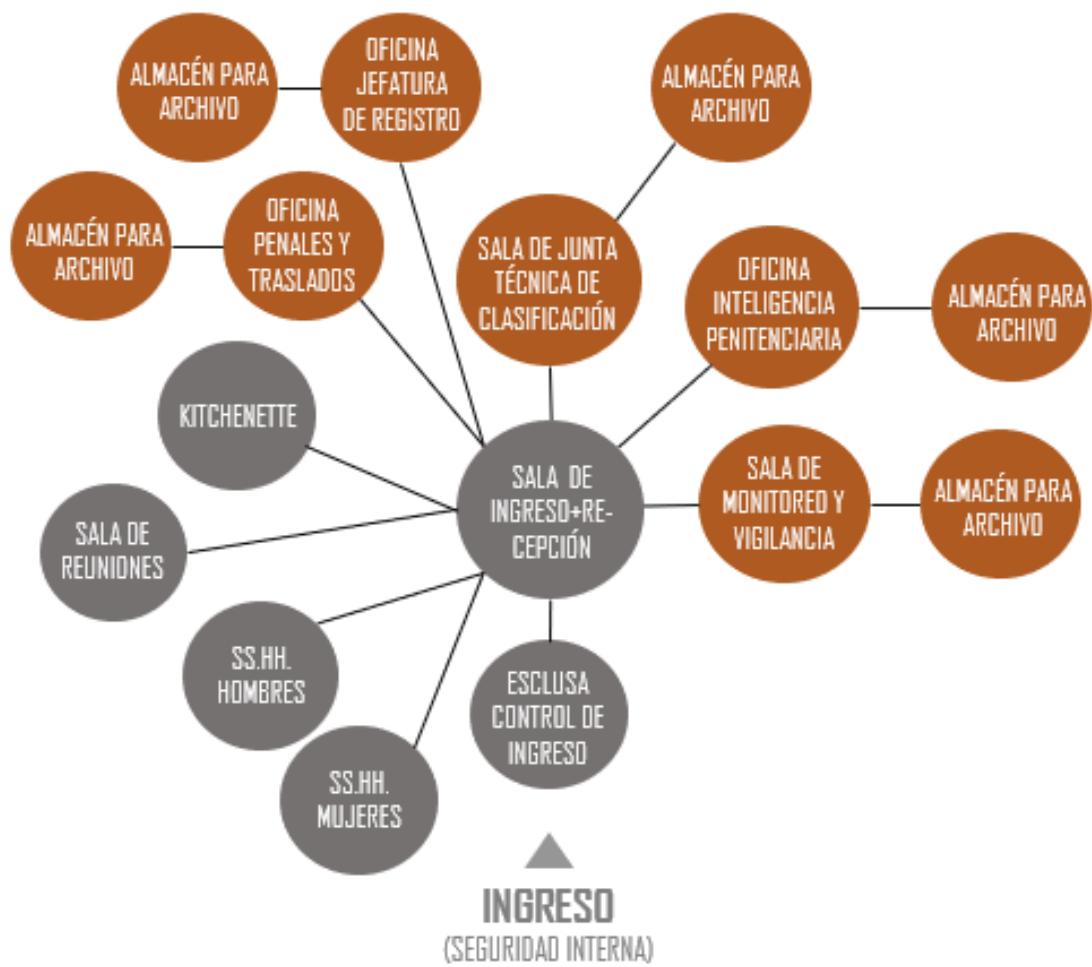 OFICINA
JEFATURA
DE REGISTRO
ALMACÉN PARA
ARCHIVO
ALMACÉN PARA
ARCHIVO
OFICINA
PENALES Y
TRASLADOS
ALMACÉN PARA
ARCHIVO
SALA DE JUNTA
TÉCNICA DE
CLASIFICACIÓN
OFICINA
INTELIGENCIA
PENITENCIARIA
ALMACÉN PARA
ARCHIVO
KITCHENETTE
SALA DE
INGRESO+RE-
CEPCIÓN
SALA DE
MONITOREO Y
VIGILANCIA
ALMACÉN PARA
ARCHIVO
SALA DE
REUNIONES
SS.HH.
HOMBRES
ESCLUSA
CONTROL DE
INGRESO
SS.HH.
MUJERES
INGRESO
(SEGURIDAD INTERNA)